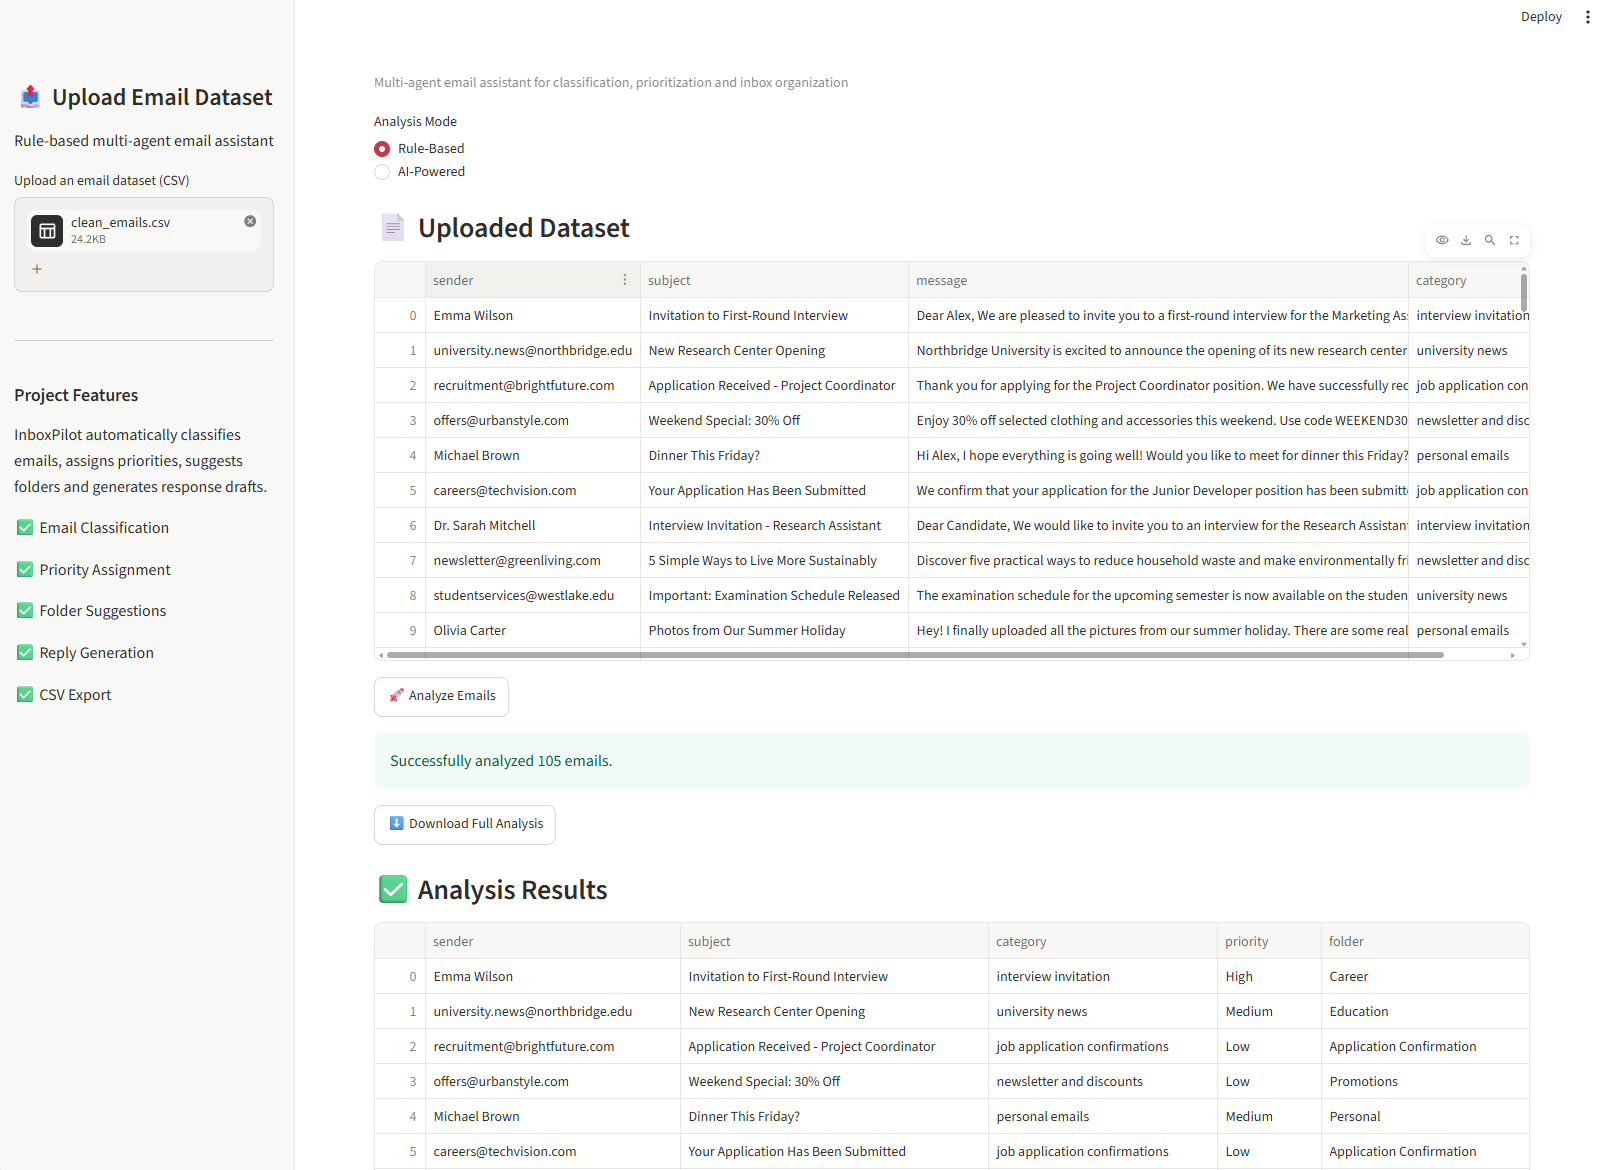 Deploy
Upload Email Dataset
Rule-based multi-agent email assistant
Upload an email dataset (CSV)
clean_emails.csv
24.2KB
Project Features
InboxPilot automatically classifies
emails, assigns priorities, suggests
folders and generates response drafts.
Email Classification
Priority Assignment
Folder Suggestions
Reply Generation
CSV Export
Multi-agent email assistant for classification, prioritization and inbox organization
Analysis Mode
Rule-Based
AI-Powered
Uploaded Dataset
sender subject message category
0 Emma Wilson Invitation to First-Round Interview Dear Alex, We are pleased to invite you to a first-round interview for the Marketing As interview invitation
1 university.news@northbridge.edu New Research Center Opening Northbridge University is excited to announce the opening of its new research center university news
2 recruitment@brightfuture.com Application Received - Project Coordinator Thank you for applying for the Project Coordinator position. We have successfully rec job application con
3 offers@urbanstyle.com Weekend Special: 30% Off Enjoy 30% off selected clothing and accessories this weekend. Use code WEEKEND30 newsletter and disc
4 Michael Brown Dinner This Friday? Hi Alex, I hope everything is going well! Would you like to meet for dinner this Friday? personal emails
5 careers@techvision.com Your Application Has Been Submitted We confirm that your application for the Junior Developer position has been submitt job application con
6 Dr. Sarah Mitchell Interview Invitation - Research Assistant Dear Candidate, We would like to invite you to an interview for the Research Assistan interview invitation
7 newsletter@greenliving.com 5 Simple Ways to Live More Sustainably Discover five practical ways to reduce household waste and make environmentally fri newsletter and disc
8 studentservices@westlake.edu Important: Examination Schedule Released The examination schedule for the upcoming semester is now available on the studen university news
9 Olivia Carter Photos from Our Summer Holiday Hey! I finally uploaded all the pictures from our summer holiday. There are some real personal emails
Analyze Emails
Successfully analyzed 105 emails.
Download Full Analysis
Analysis Results
sender subject category priority folder
0 Emma Wilson Invitation to First-Round Interview interview invitation High Career
1 university.news@northbridge.edu New Research Center Opening university news Medium Education
2 recruitment@brightfuture.com Application Received - Project Coordinator job application confirmations Low Application Confirmation
3 offers@urbanstyle.com Weekend Special: 30% Off newsletter and discounts Low Promotions
4 Michael Brown Dinner This Friday? personal emails Medium Personal
5 careers@techvision.com Your Application Has Been Submitted job application confirmations Low Application Confirmation